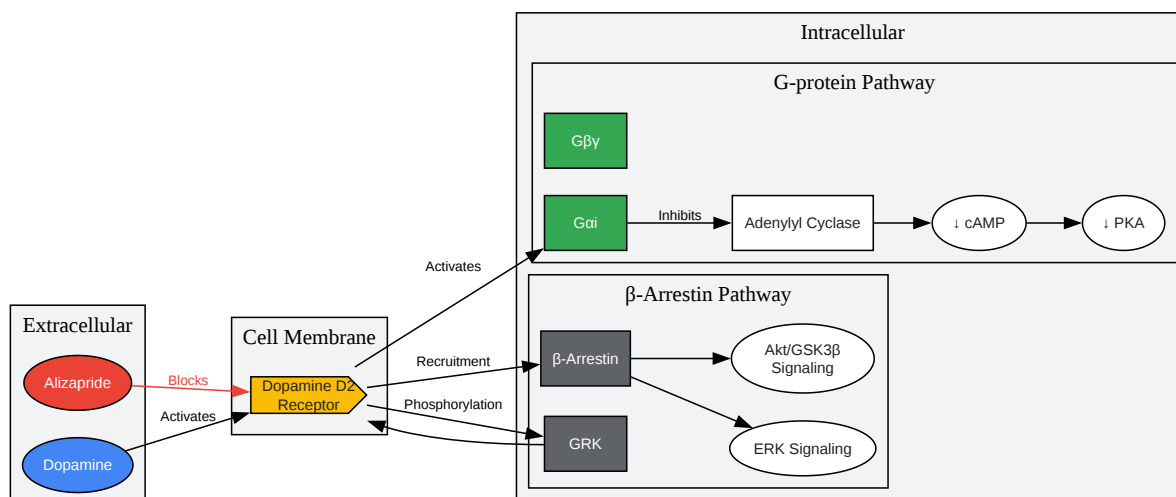 Intracellular
G-protein Pathway
Gβγ
Gαi
Inhibits
Adenylyl Cyclase
↓ cAMP
↓ PKA
Activates
β-Arrestin Pathway
Extracellular
Cell Membrane
Alizapride
Blocks
Dopamine D2
Receptor
Recruitment
β-Arrestin
Akt/GSK3β
Signaling
Phosphorylation
Activates
Dopamine
GRK
ERK Signaling